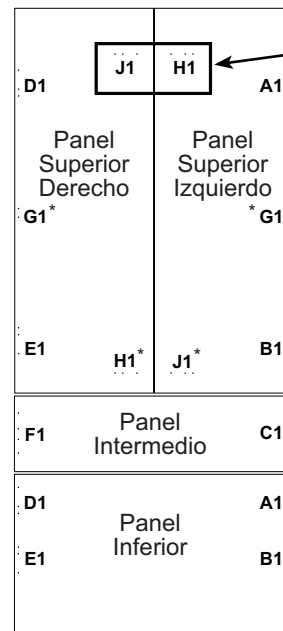 J1 H1
D1 A1
Panel
Superior
Derecho
Panel
Superior
Izquierdo
G1* *G1
E1 B1
H1* J1*
F1 C1
Panel
Intermedio
D1 A1
Panel
Inferior
E1 B1